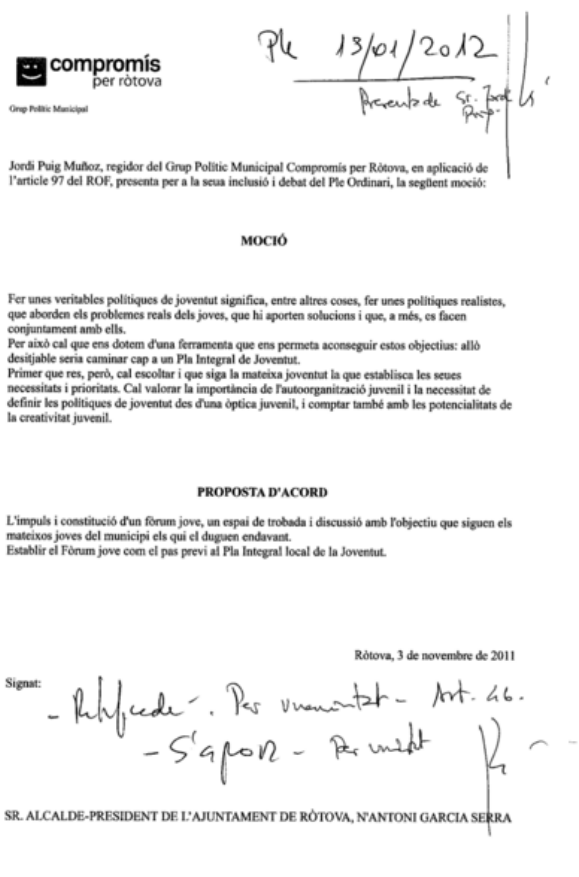 Ple 13/01/2012
compromís
per ròtova
Presentada Sr. Jordi
Grup Polític Municipal
Jordi Puig Muñoz, regidor del Grup Polític Municipal Compromís per Ròtova, en aplicació de
l'article 97 del ROF, presenta per a la seua inclusió i debat del Ple Ordinari, la següent moció:
MOCIÓ
Fer unes veritables polítiques de joventut significa, entre altres coses, fer unes polítiques realistes,
que aborden els problemes reals dels joves, que hi aporten solucions i que, a més, es facen
conjuntament amb ells.
Per això cal que ens dotem d'una ferramenta que ens permeta aconseguir estos objectius: allò
desitjable seria caminar cap a un Pla Integral de Joventut.
Primer que res, però, cal escoltar i que siga la mateixa joventut la que establisca les seues
necessitats i prioritats. Cal valorar la importància de l'autoorganització juvenil i la necessitat de
definir les polítiques de joventut des d'una òptica juvenil, i comptar també amb les potencialitats de
la creativitat juvenil.
PROPOSTA D'ACORD
L'impuls i constitució d'un fòrum jove, un espai de trobada i discussió amb l'objectiu que siguen els
mateixos joves del municipi els qui el duguen endavant.
Establir el Fòrum jove com el pas previ al Pla Integral local de la Joventut.
Ròtova, 3 de novembre de 2011
Signat:
Per unanimitat - Art. 46.
- S'aprova - Per unanimitat
SR. ALCALDE-PRESIDENT DE L'AJUNTAMENT DE RÒTOVA, N'ANTONI GARCIA SERRA